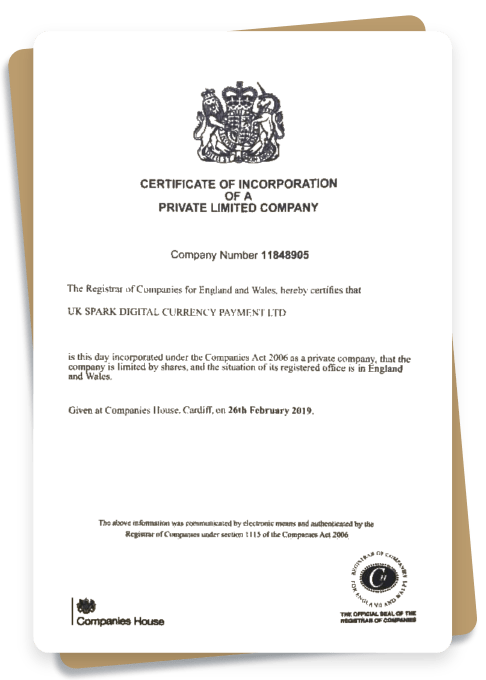 CERTIFICATE OF INCORPORATION
OF A
PRIVATE LIMITED COMPANY
Company Number 11848905
The Registrar of Companies for England and Wales, hereby certifies that
UK SPARK DIGITAL CURRENCY PAYMENT LTD
is this day incorporated under the Companies Act 2006 as a private company, that the
company is limited by shares, and the situation of its registered office is in England
and Wales.
Given at Companies House, Cardiff, on 26th February 2019.
The above information was communicated by electronic means and authenticated by the
Registrar of Companies under section 1115 of the Companies Act 2006
REGISTRAR OF COMPANIES
FOR ENGLAND AND WALES
CH
THE OFFICIAL SEAL OF THE
REGISTRAR OF COMPANIES
Companies House